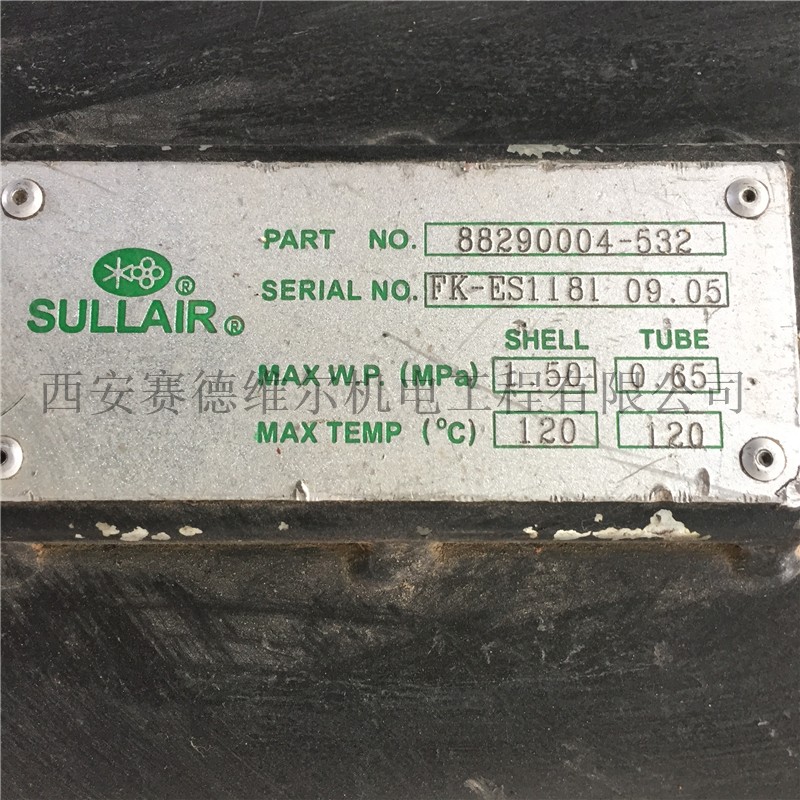 PART NO. 88290004-532
SULLAIR® ®
SERIAL NO. FK-ES1181 09.05
SHELL TUBE
MAX W.P. (MPa) 1.50 0.65
西安赛德维尔机电工程有限公司
MAX TEMP (°C) 120 120